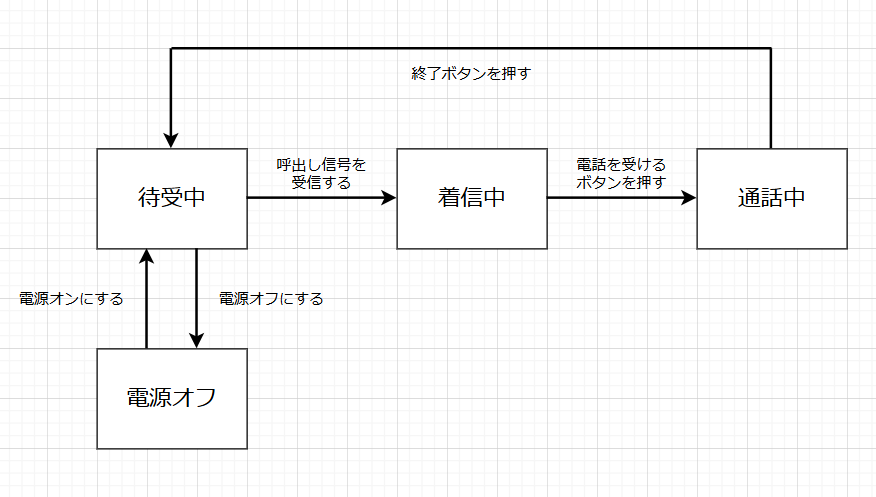 終了ボタンを押す
呼出し信号を
受信する
電話を受ける
ボタンを押す
待受中
着信中
通話中
電源オンにする
電源オフにする
電源オフ